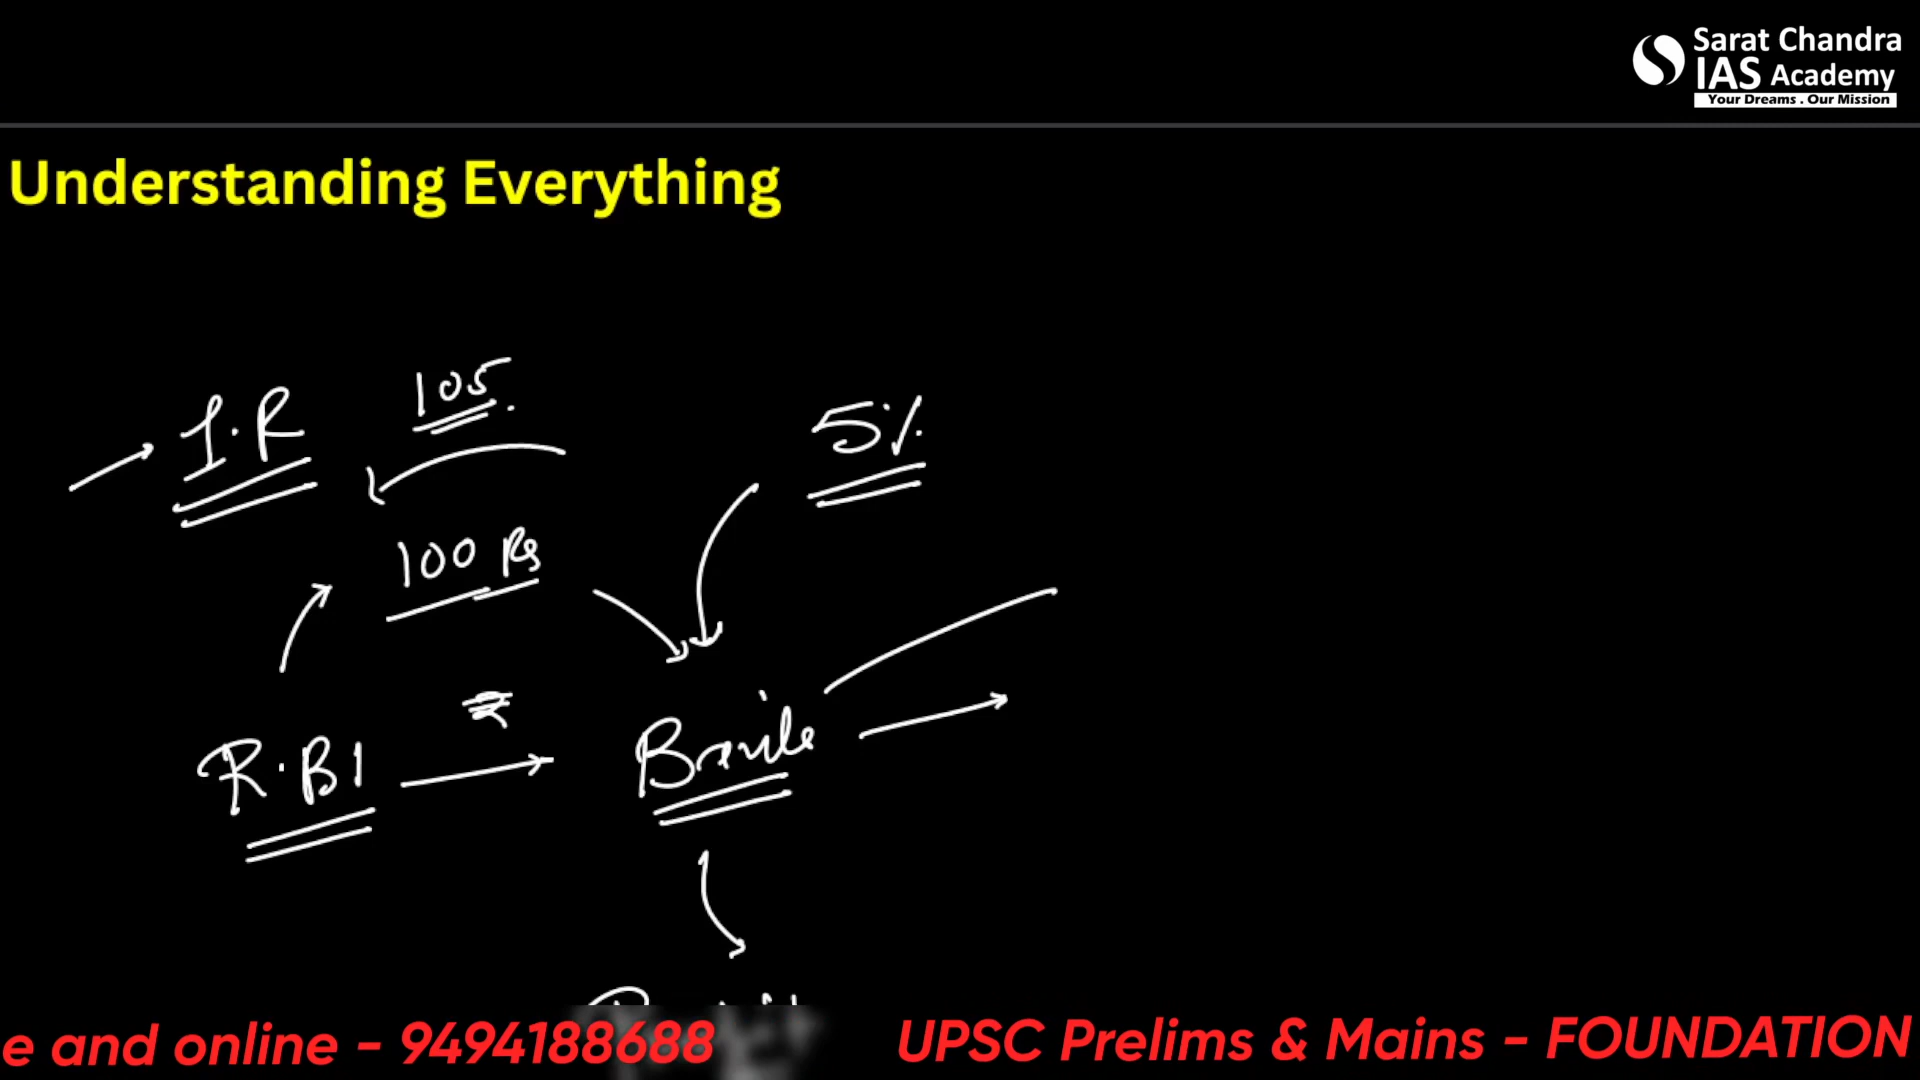 Sarat Chandra
IAS Academy
Your Dreams . Our Mission
Understanding Everything
105.
I.R
5%
100 Rs
₹
R.BI
Bank
e and online - 9494188688
UPSC Prelims & Mains - FOUNDATION